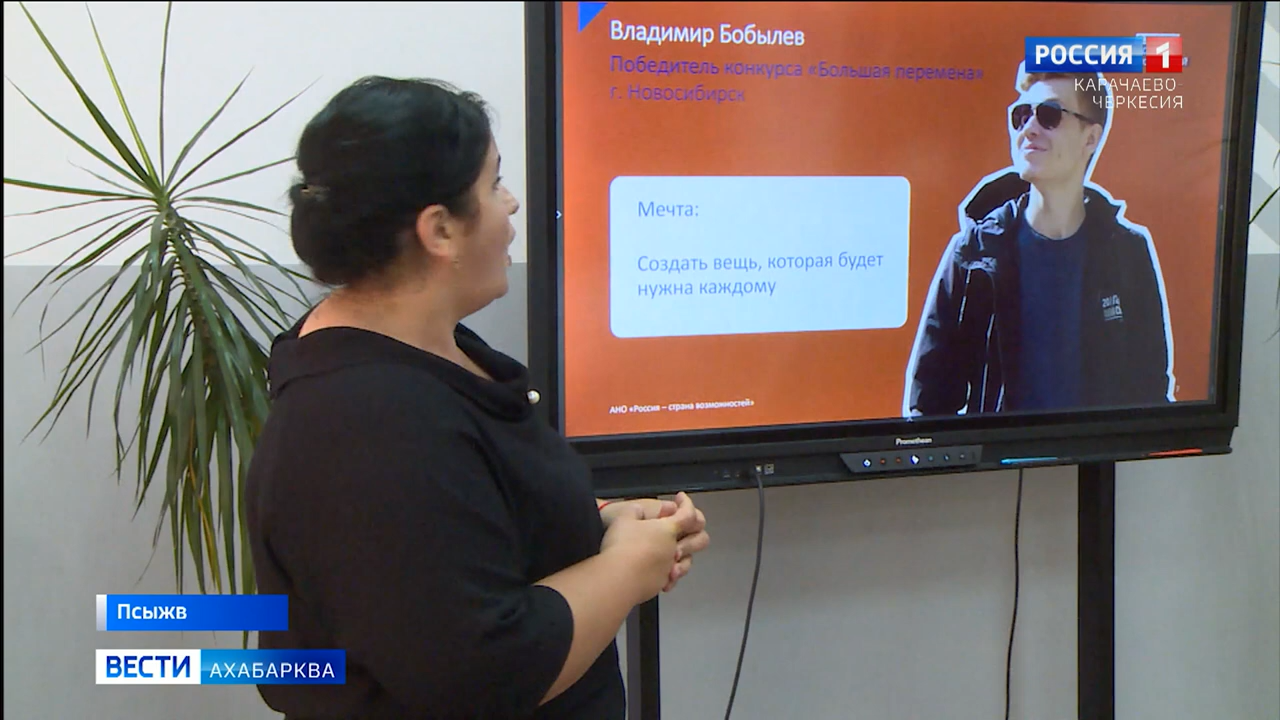 Владимир Бобылев
Победитель конкурса «Большая перемена»
г. Новосибирск
РОССИЯ 1
КАРАЧАЕВО-
ЧЕРКЕСИЯ
Мечта:
Создать вещь, которая будет
нужна каждому
АНО «Россия – страна возможностей»
7
Promethean
Псыжв
ВЕСТИ АХАБАРКВА